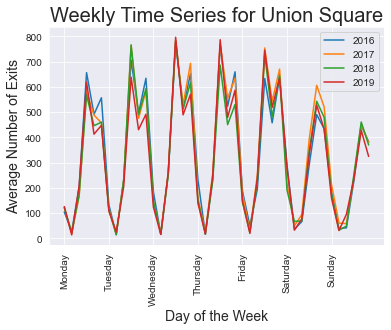 Weekly Time Series for Union Square
2016
2017
2018
2019
800
700
600
500
400
300
200
100
0
Average Number of Exits
Monday
Tuesday
Wednesday
Thursday
Friday
Saturday
Sunday
Day of the Week